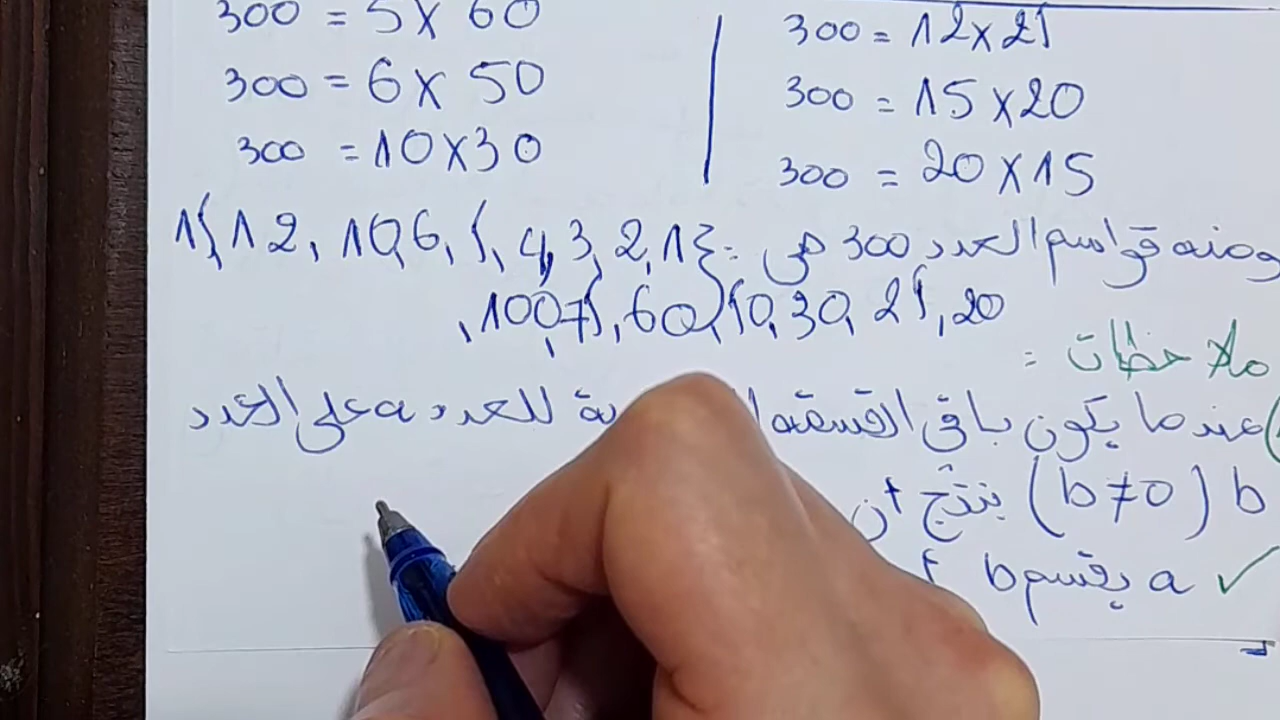 300 = 5 x 60
300 = 6 x 50
300 = 10 x 30
300 = 12 x 25
300 = 15 x 20
300 = 20 x 15
ومنه قواسم العدد 300 هي : {1, 2, 3, 4, 5, 6, 10, 12, 15,
20, 25, 30, 50, 60, 75, 100,
ملاحظات :
عندما يكون باقي القسمة للعدد a على العدد
b (b≠0) ينتج أن
✓ a يقسم b